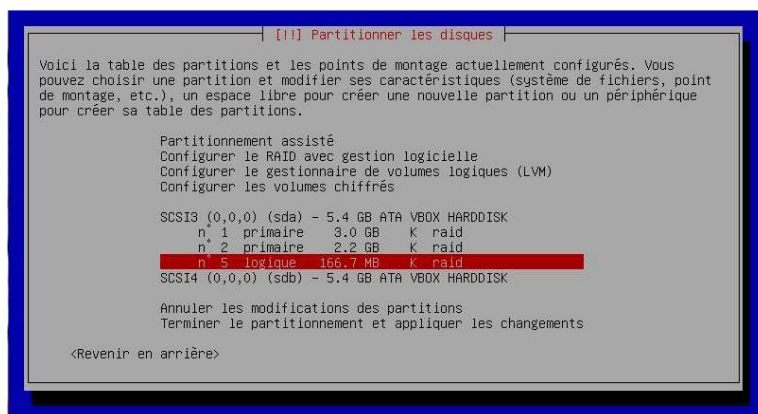 [!!] Partitionner les disques
Voici la table des partitions et les points de montage actuellement configurés. Vous
pouvez choisir une partition et modifier ses caractéristiques (système de fichiers, point
de montage, etc.), un espace libre pour créer une nouvelle partition ou un périphérique
pour créer sa table des partitions.
Partitionnement assisté
Configurer le RAID avec gestion logicielle
Configurer le gestionnaire de volumes logiques (LVM)
Configurer les volumes chiffrés
SCSI3 (0,0,0) (sda) - 5.4 GB ATA VBOX HARDDISK
n° 1 primaire 3.0 GB K raid
n° 2 primaire 2.2 GB K raid
n° 5 logique 166.7 MB K raid
SCSI4 (0,0,0) (sdb) - 5.4 GB ATA VBOX HARDDISK
Annuler les modifications des partitions
Terminer le partitionnement et appliquer les changements
<Revenir en arrière>